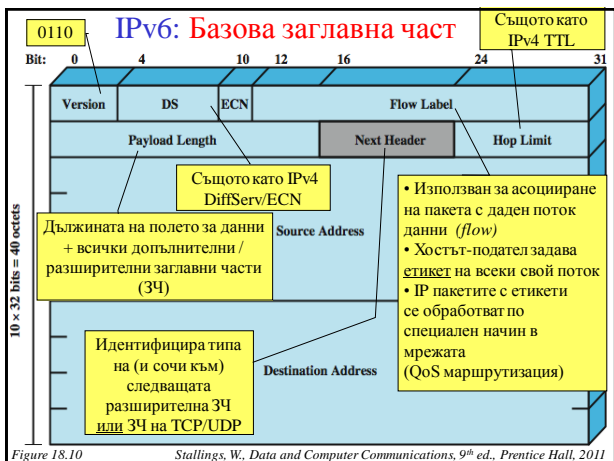 IPv6: Базова заглавна част
0110
Същото като
IPv4 TTL
Bit: 0 4 10 12 16 24 31
Version DS ECN Flow Label
Payload Length Next Header Hop Limit
Същото като IPv4
DiffServ/ECN
Дължината на полето за данни
+ всички допълнителни /
разширителни заглавни части
(ЗЧ)
Source Address
• Използван за асоцииране
на пакета с даден поток
данни (flow)
• Хостът-подател задава
етикет на всеки свой поток
• IP пакетите с етикети
се обработват по
специален начин в
мрежата
(QoS маршрутизация)
10 × 32 bits = 40 octets
Идентифицира типа
на (и сочи към)
следващата
разширителна ЗЧ
или ЗЧ на TCP/UDP
Destination Address
Figure 18.10 Stallings, W., Data and Computer Communications, 9th ed., Prentice Hall, 2011